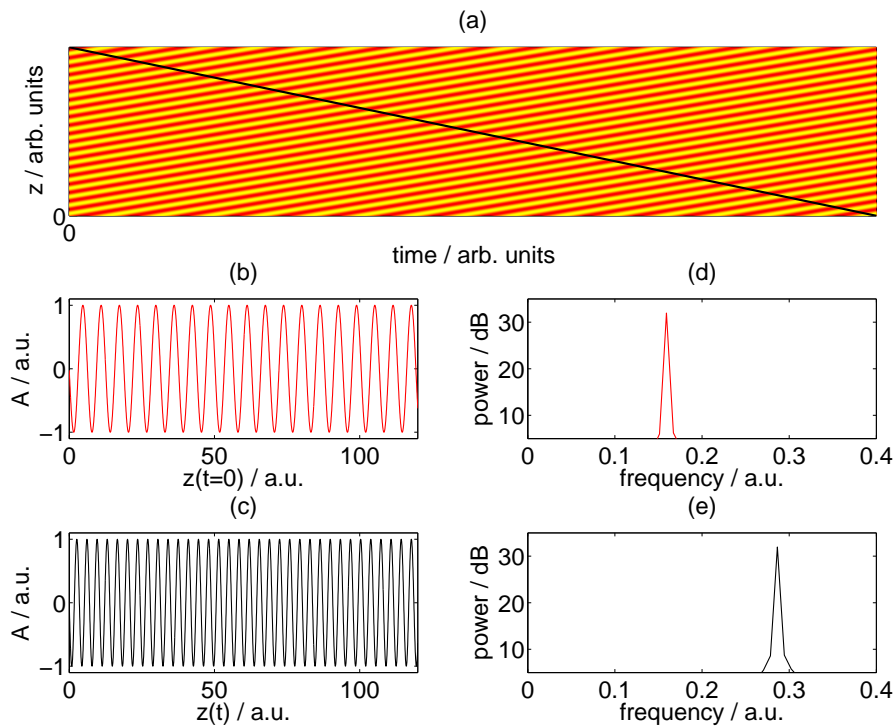 (a)
z / arb. units
0
0
time / arb. units
(b)
A / a.u.
1
0
−1
0
50
100
z(t=0) / a.u.
(d)
power / dB
30
20
10
0
0.1
0.2
0.3
0.4
frequency / a.u.
(c)
A / a.u.
1
0
−1
0
50
100
z(t) / a.u.
(e)
power / dB
30
20
10
0
0.1
0.2
0.3
0.4
frequency / a.u.